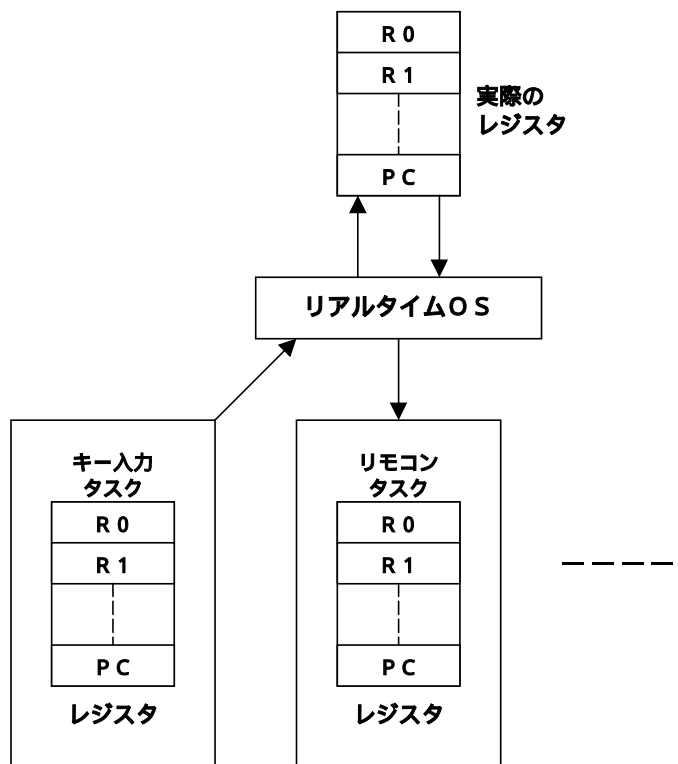 R0
R1
PC
実際の
レジスタ
リアルタイムOS
キー入力
タスク
R0
R1
PC
レジスタ
リモコン
タスク
R0
R1
PC
レジスタ